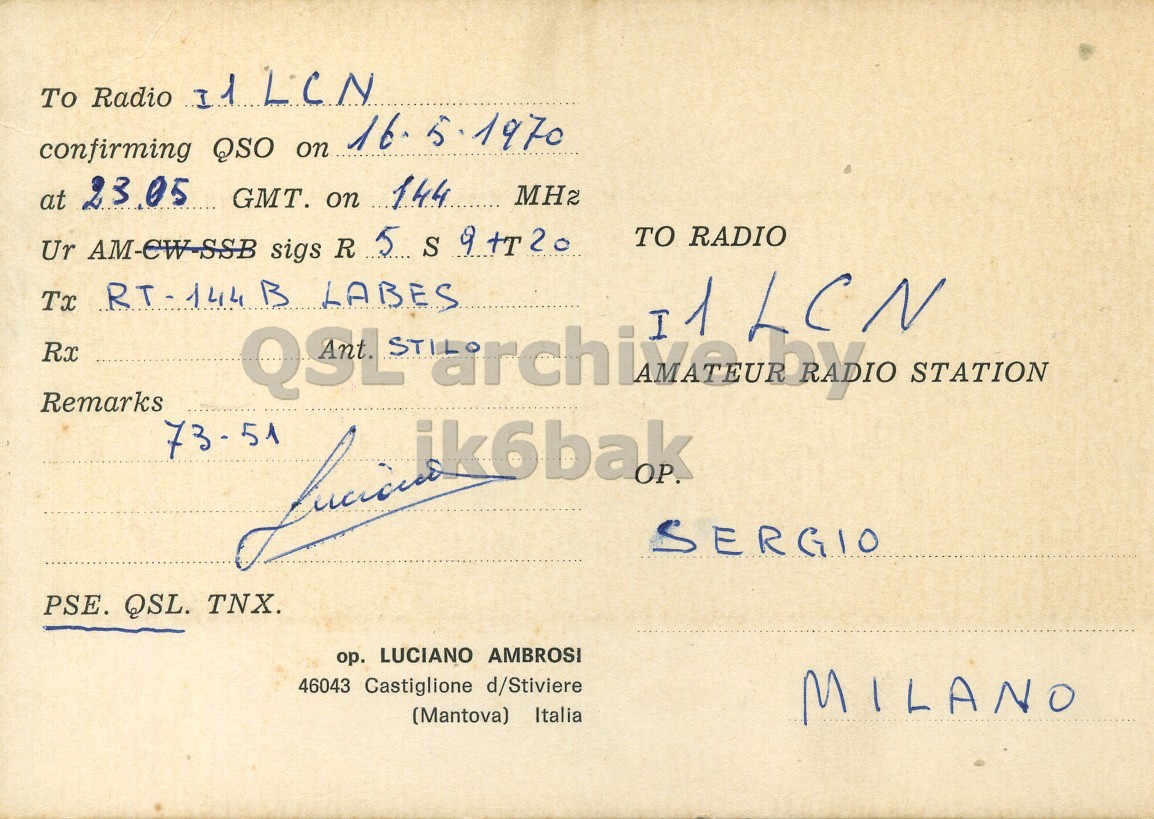 To Radio I1 LCN
confirming QSO on 16-5-1970
at 23.05 GMT. on 144 MHz
Ur AM-CW-SSB sigs R 5 S 9+T20
Tx RT-144B LABES
Rx Ant. STILO
Remarks
73-51
Luciano
PSE. QSL. TNX.
op. LUCIANO AMBROSI
46043 Castiglione d/Stiviere
(Mantova) Italia
TO RADIO
I1 LCN
AMATEUR RADIO STATION
OP.
SERGIO
MILANO
QSL archive by
ik6bak